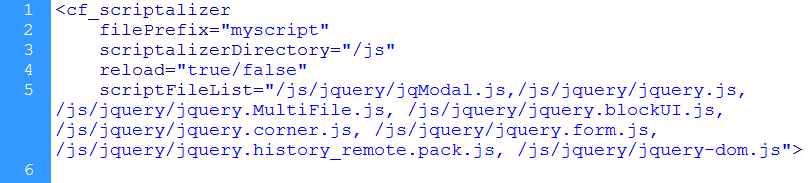 1 <cf_scriptalizer
2 filePrefix="myscript"
3 scriptalizerDirectory="/js"
4 reload="true/false"
5 scriptFileList="/js/jquery/jqModal.js,/js/jquery/jquery.js,
/js/jquery/jquery.MultiFile.js, /js/jquery/jquery.blockUI.js,
/js/jquery/jquery.corner.js, /js/jquery/jquery.form.js,
/js/jquery/jquery.history_remote.pack.js, /js/jquery/jquery-dom.js">
6